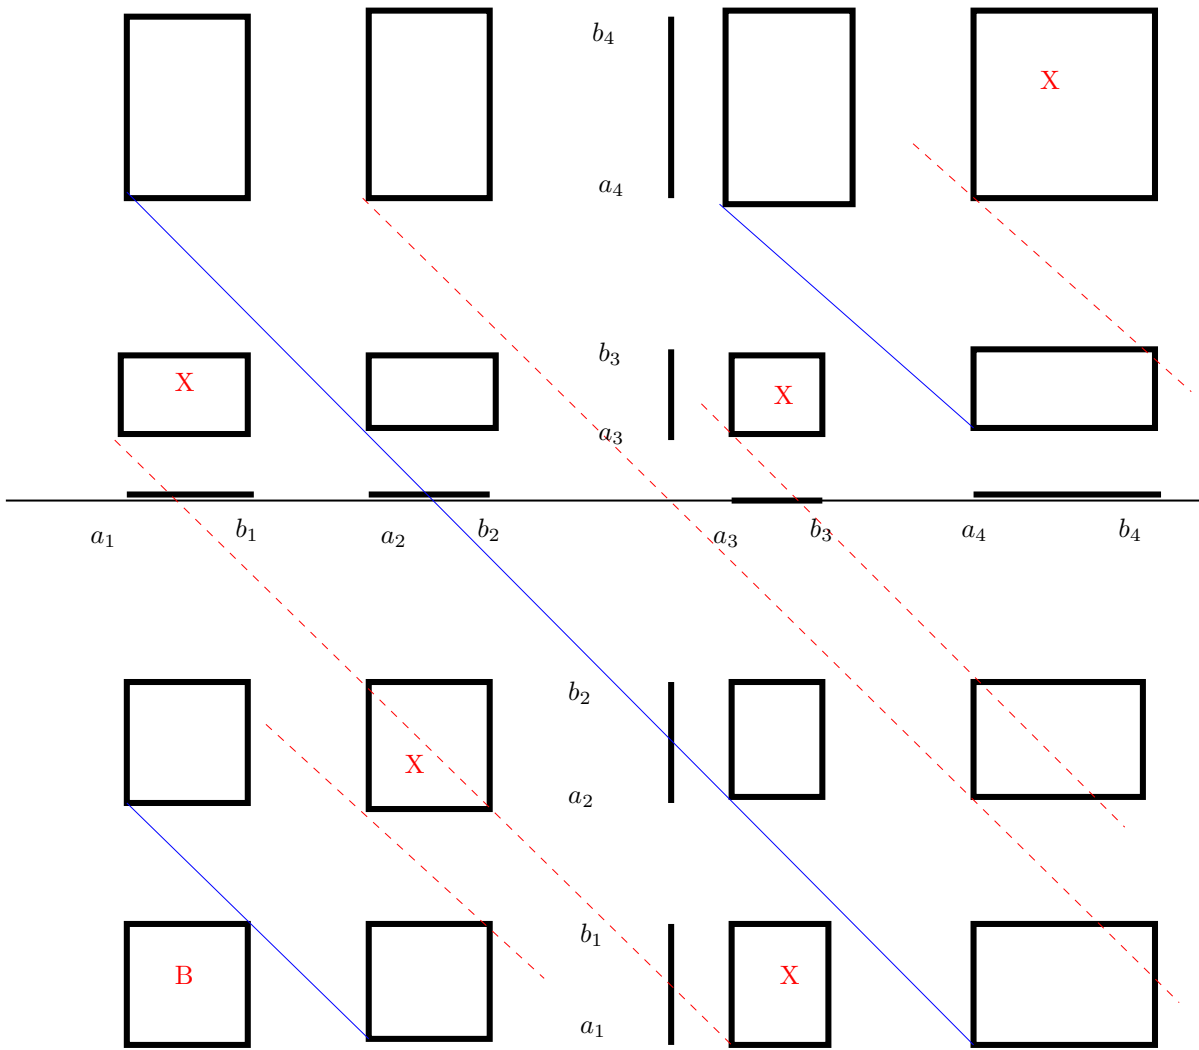 b₄
X
a₄
b₃
X
X
a₃
a₁
b₁
a₂
b₂
a₃
b₃
a₄
b₄
b₂
X
a₂
b₁
B
X
a₁